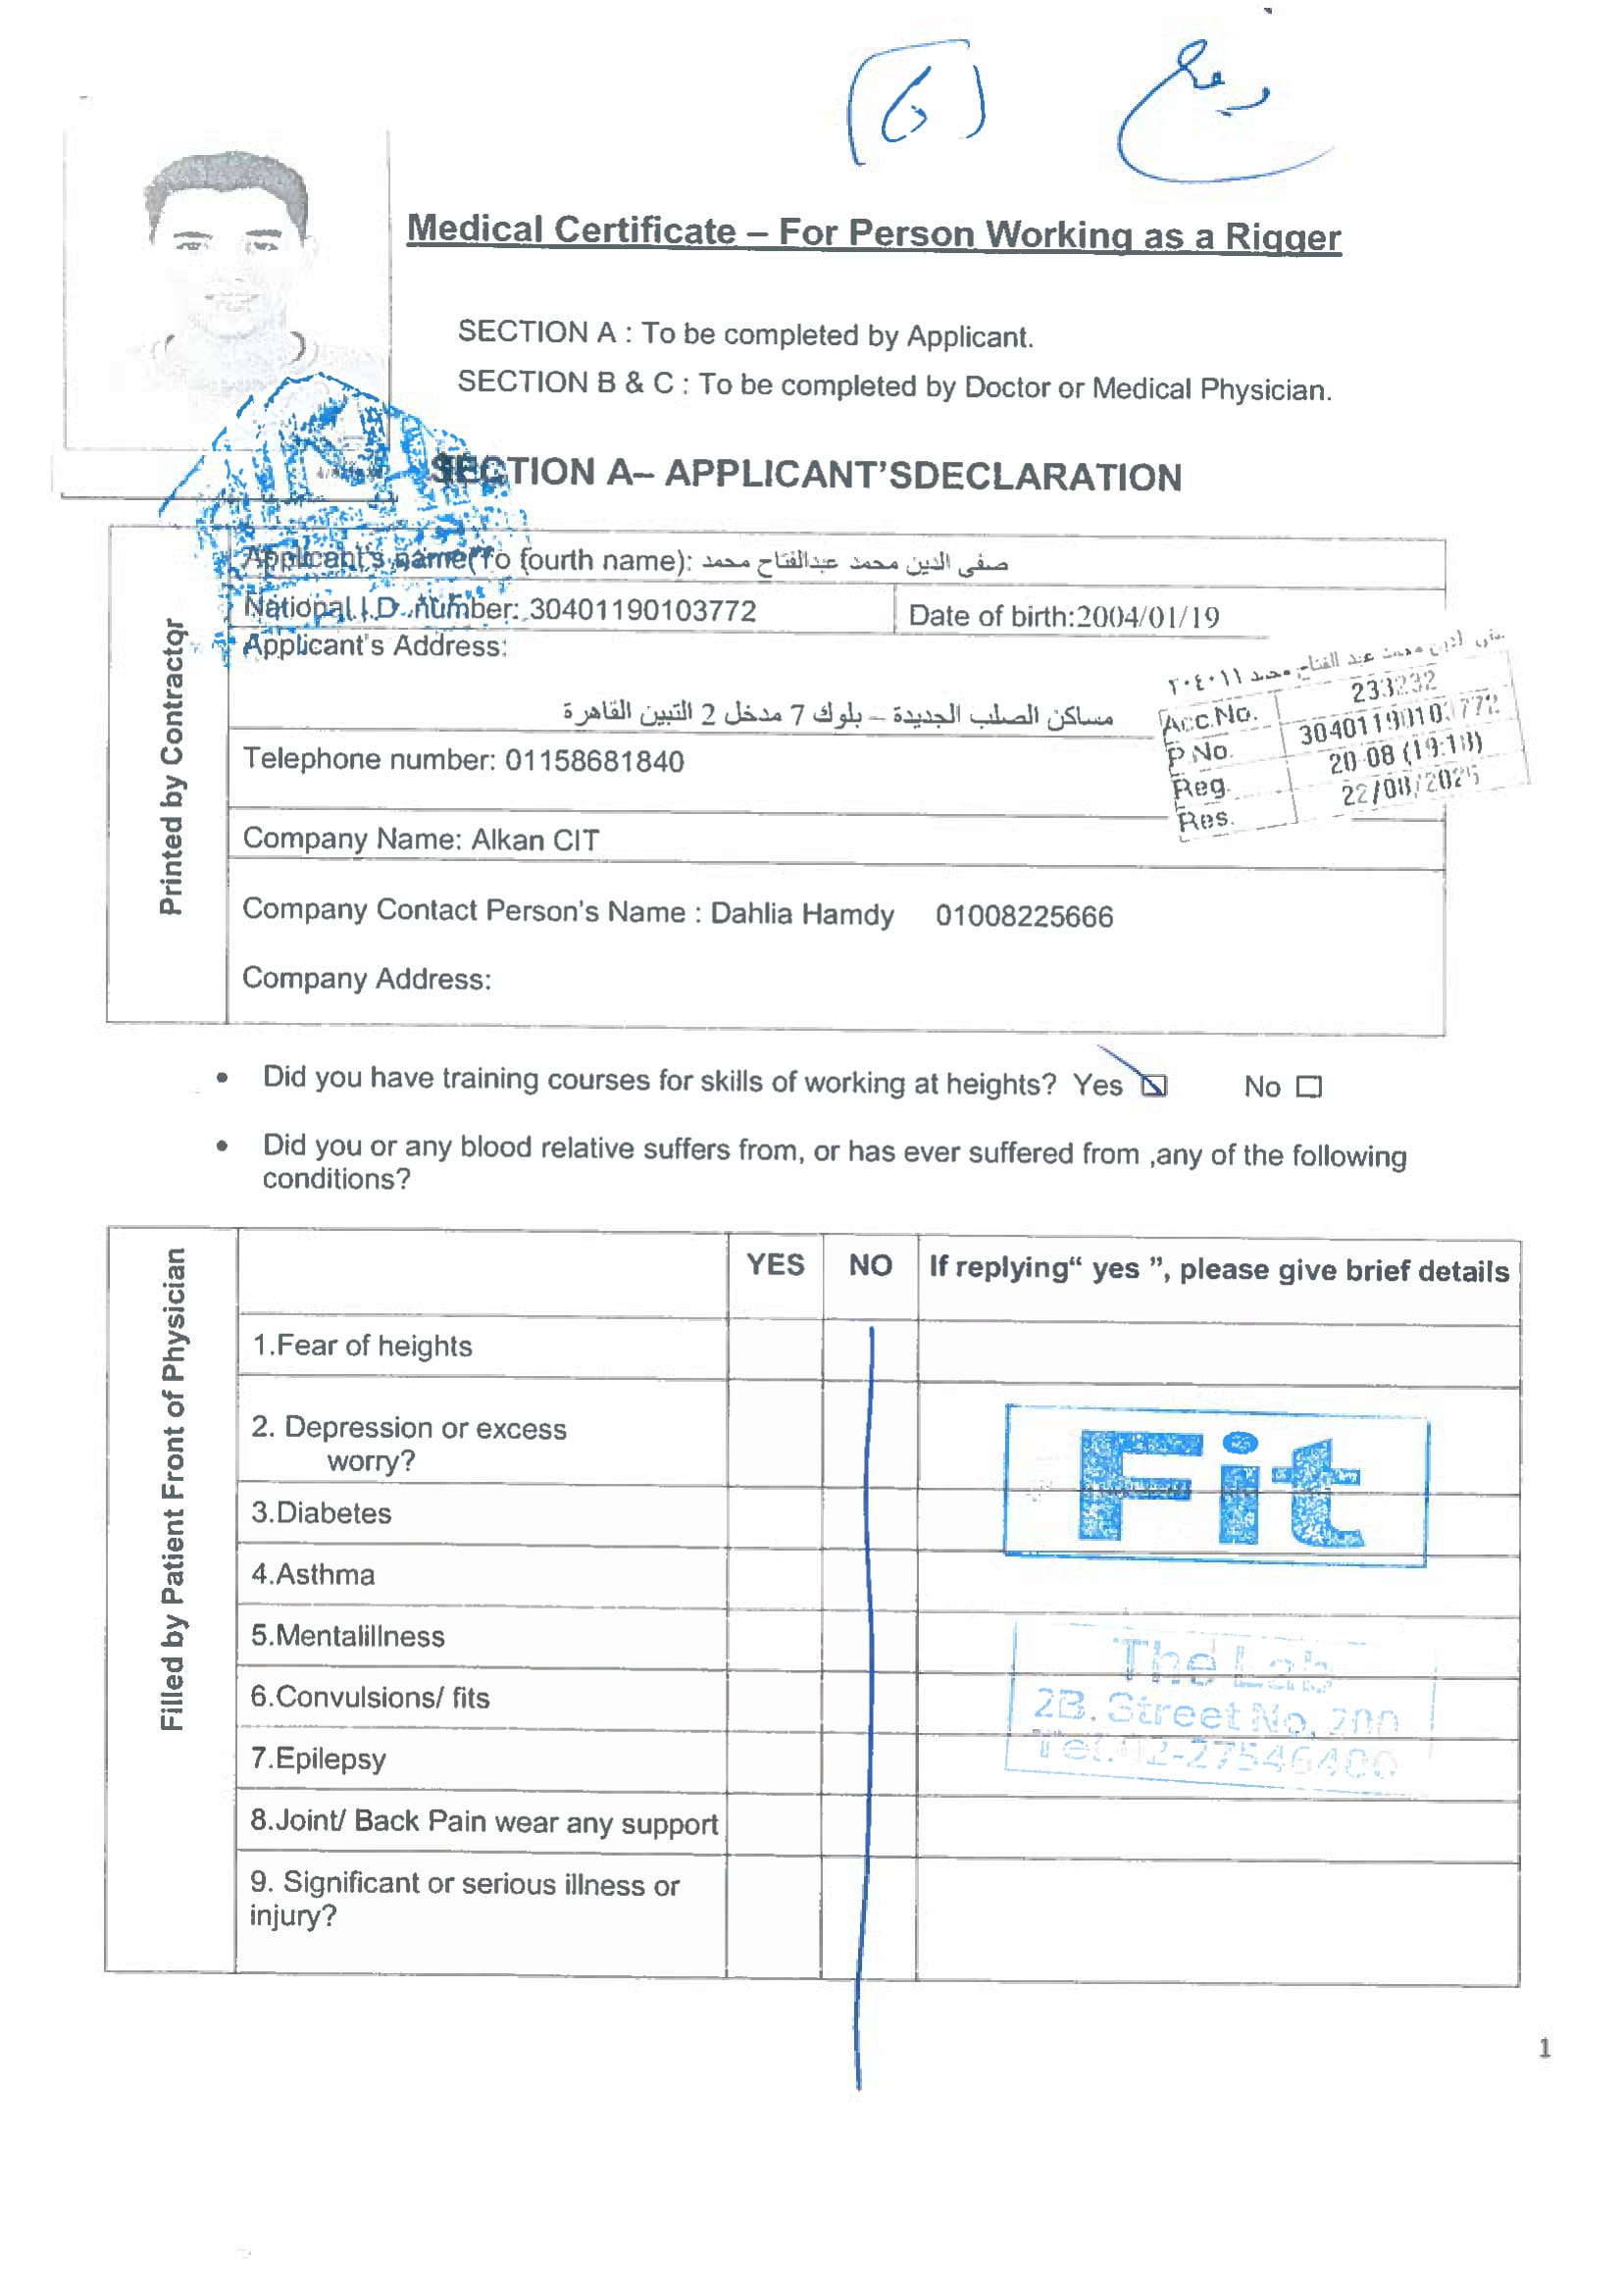 (6)
Medical Certificate – For Person Working as a Rigger
SECTION A : To be completed by Applicant.
SECTION B & C : To be completed by Doctor or Medical Physician.
SECTION A– APPLICANT'SDECLARATION
Printed by Contractor
Applicant's name(To fourth name): صفى الدين محمد عبدالفتاح محمد
National I.D .number: 30401190103772
Date of birth:2004/01/19
Applicant's Address:
مساكن الصلب الجديدة – بلوك 7 مدخل 2 التبين القاهرة
محمد عبد الفتاح محمد
Acc.No. 233232
P.No. 30401190103772
Reg. 20-08 (19:18)
Res. 22/08/2025
Telephone number: 01158681840
Company Name: Alkan CIT
Company Contact Person's Name : Dahlia Hamdy 01008225666
Company Address:
• Did you have training courses for skills of working at heights? Yes ☑ No ☐
• Did you or any blood relative suffers from, or has ever suffered from ,any of the following
conditions?
Filled by Patient Front of Physician
YES NO If replying“ yes ”, please give brief details
1.Fear of heights
2. Depression or excess
worry?
Fit
3.Diabetes
4.Asthma
5.Mentalillness
The Lab
6.Convulsions/ fits
2B. Street No. 200
7.Epilepsy
Tel: 02-27546480
8.Joint/ Back Pain wear any support
9. Significant or serious illness or
injury?
1